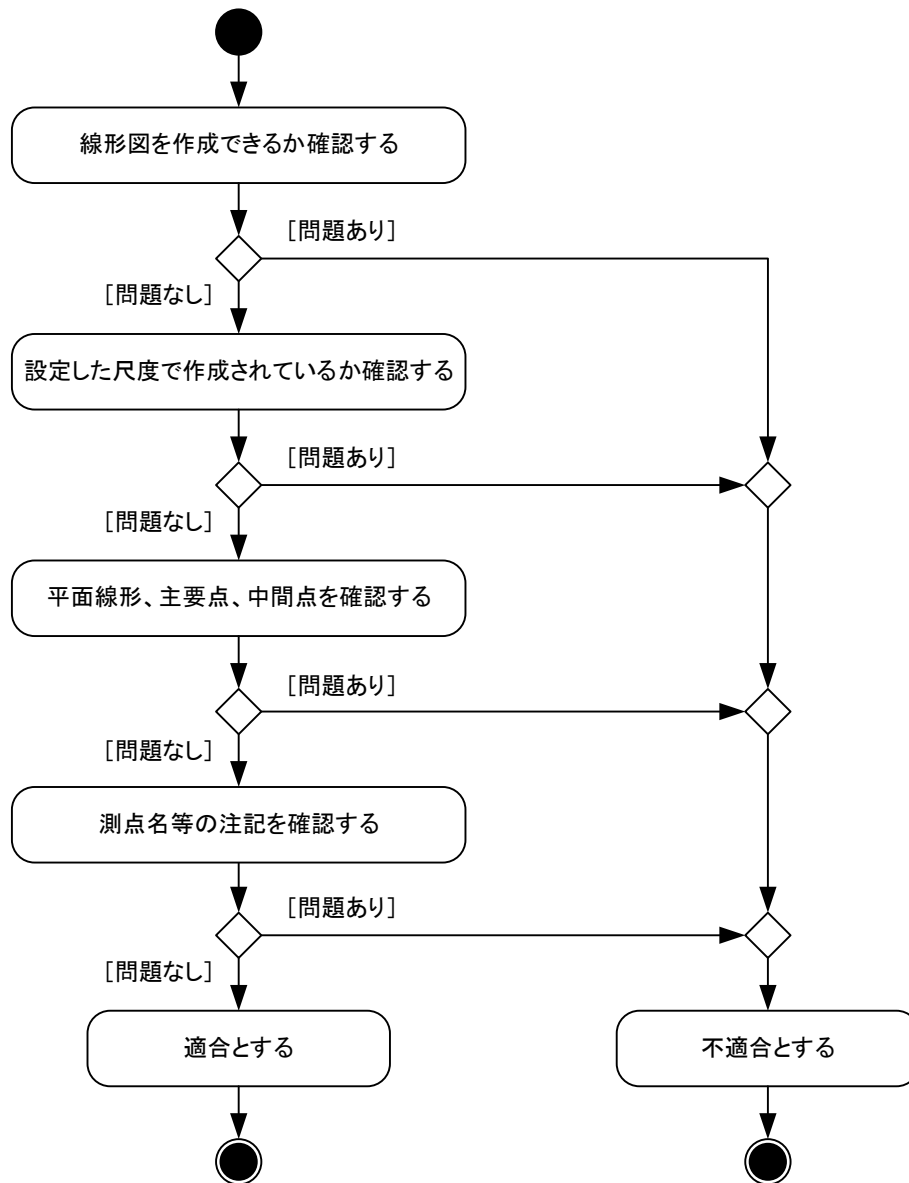 線形図を作成できるか確認する
[問題あり]
[問題なし]
設定した尺度で作成されているか確認する
[問題あり]
[問題なし]
平面線形、主要点、中間点を確認する
[問題あり]
[問題なし]
測点名等の注記を確認する
[問題あり]
[問題なし]
適合とする
不適合とする